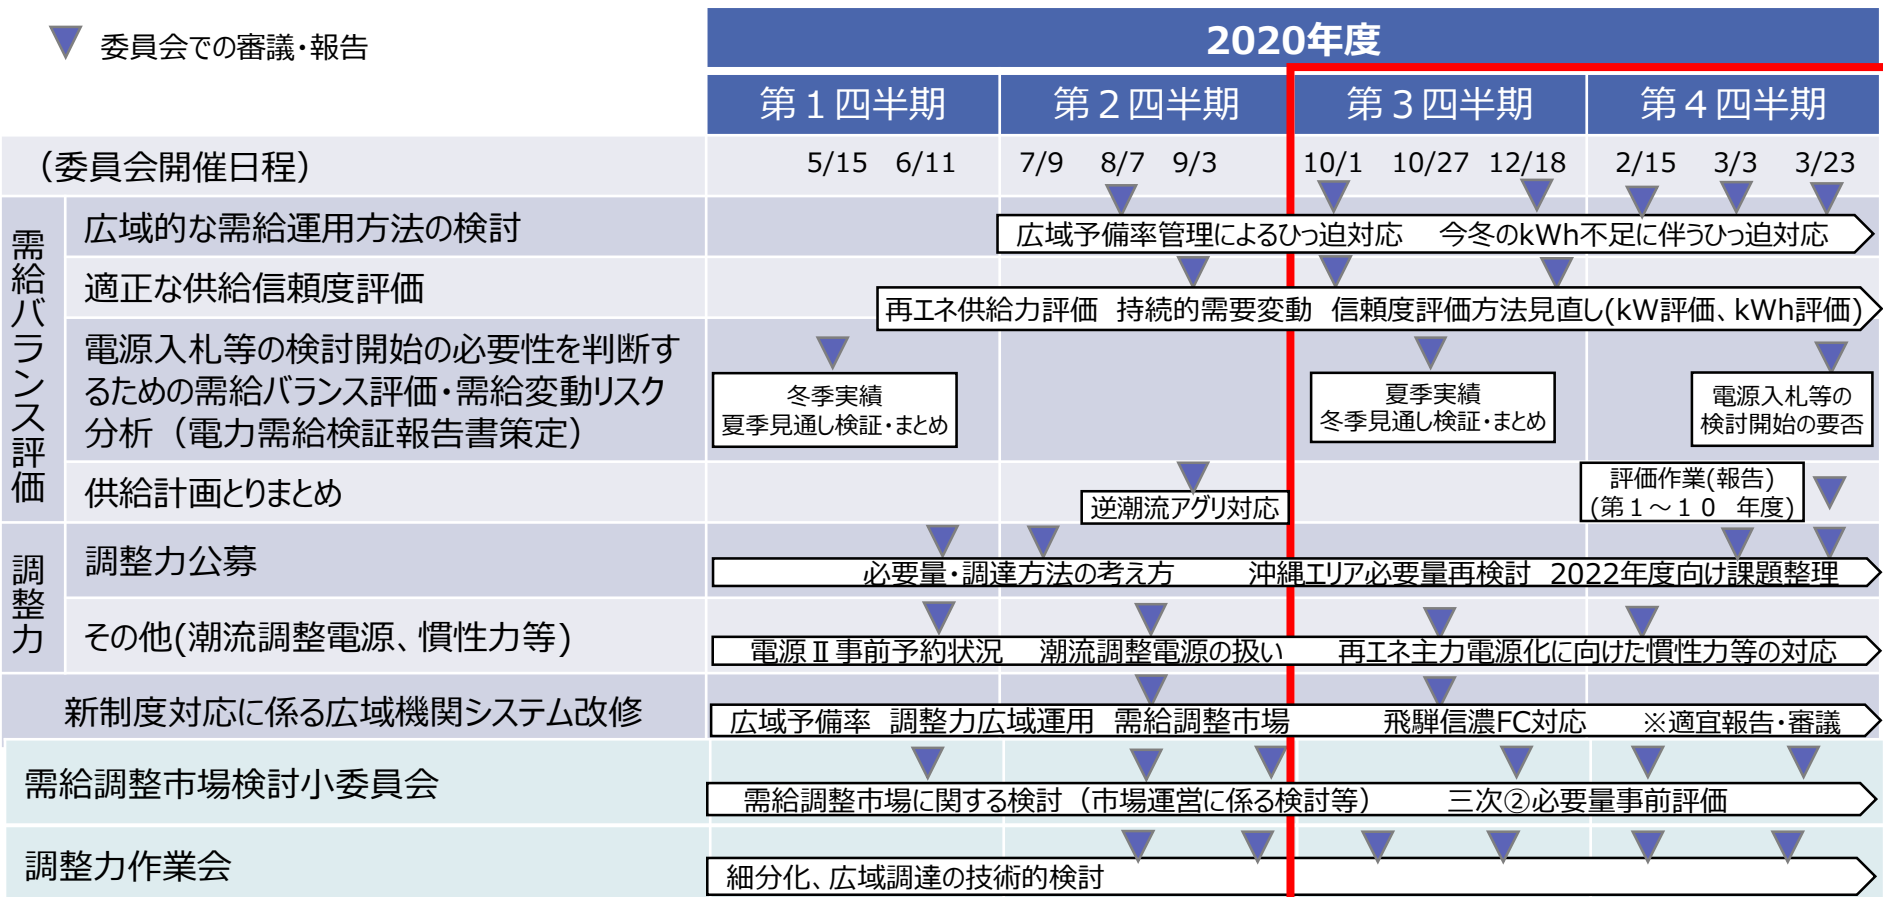 委員会での審議・報告
2020年度
第１四半期
第２四半期
第３四半期
第４四半期
（委員会開催日程）
5/15 6/11 7/9 8/7 9/3 10/1 10/27 12/18 2/15 3/3 3/23
需給バランス評価
広域的な需給運用方法の検討
広域予備率管理によるひっ迫対応 今冬のkWh不足に伴うひっ迫対応
適正な供給信頼度評価
再エネ供給力評価 持続的需要変動 信頼度評価方法見直し(kW評価、kWh評価)
電源入札等の検討開始の必要性を判断す
るための需給バランス評価・需給変動リスク
分析（電力需給検証報告書策定）
冬季実績
夏季見通し検証・まとめ
夏季実績
冬季見通し検証・まとめ
電源入札等の
検討開始の要否
供給計画とりまとめ
逆潮流アグリ対応
評価作業(報告)
(第１～１０ 年度)
調整力
調整力公募
必要量・調達方法の考え方 沖縄エリア必要量再検討 2022年度向け課題整理
その他(潮流調整電源、慣性力等)
電源Ⅱ事前予約状況 潮流調整電源の扱い 再エネ主力電源化に向けた慣性力等の対応
新制度対応に係る広域機関システム改修
広域予備率 調整力広域運用 需給調整市場 飛騨信濃FC対応 ※適宜報告・審議
需給調整市場検討小委員会
需給調整市場に関する検討（市場運営に係る検討等） 三次②必要量事前評価
調整力作業会
細分化、広域調達の技術的検討